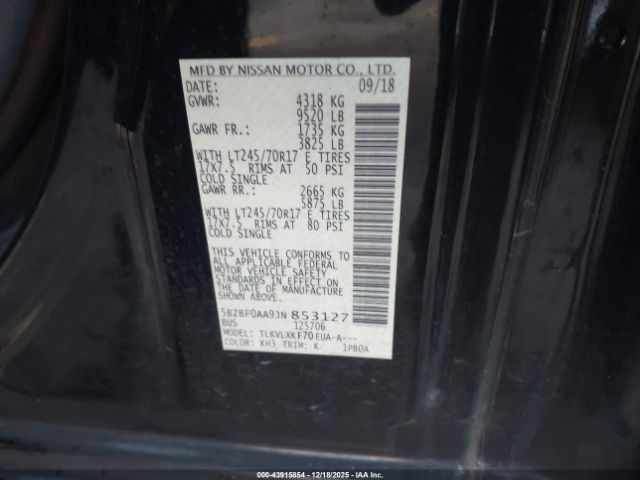 MFD BY NISSAN MOTOR CO., LTD.
DATE: 09/18
GVWR: 4318 KG
9520 LB
GAWR FR.: 1735 KG
3825 LB
WITH LT245/70R17 E TIRES
17X7.5 RIMS AT 50 PSI
COLD SINGLE
GAWR RR.: 2665 KG
5875 LB
WITH LT245/70R17 E TIRES
17X7.5 RIMS AT 80 PSI
COLD SINGLE
THIS VEHICLE CONFORMS TO
ALL APPLICABLE FEDERAL
MOTOR VEHICLE SAFETY
STANDARDS IN EFFECT ON
THE DATE OF MANUFACTURE
SHOWN ABOVE.
5BZBF0AA9JN853127
BUS 12S706
MODEL: TLKVLXKF70EUA-A---
COLOR: KH3 TRIM: K 1P80A
000-43915854 - 12/18/2025 - IAA Inc.